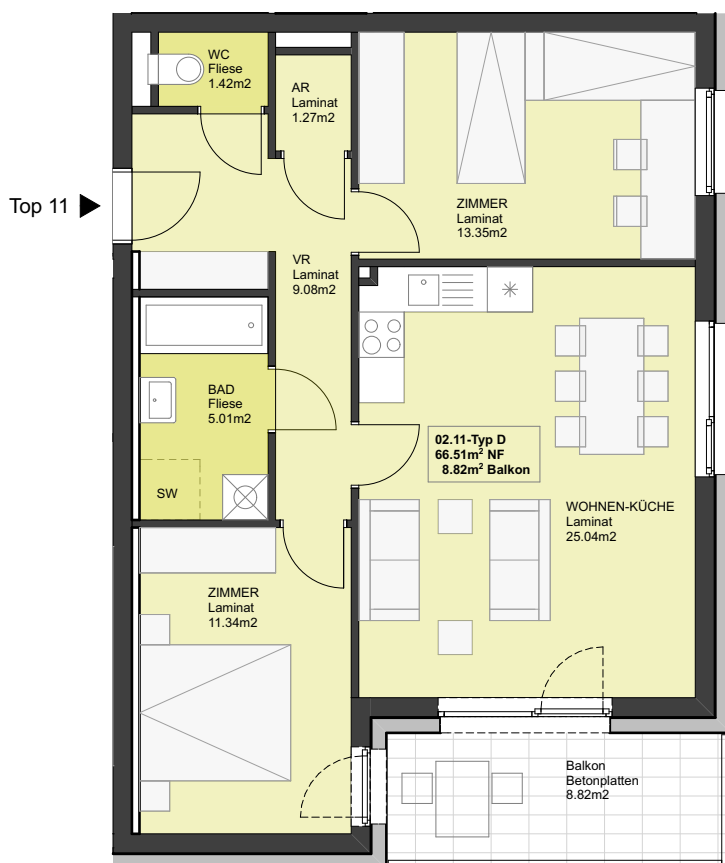 WC
Fliese
1.42m2
AR
Laminat
1.27m2
Top 11
ZIMMER
Laminat
13.35m2
VR
Laminat
9.08m2
BAD
Fliese
5.01m2
SW
02.11-Typ D
66.51m² NF
8.82m² Balkon
WOHNEN-KÜCHE
Laminat
25.04m2
ZIMMER
Laminat
11.34m2
Balkon
Betonplatten
8.82m2